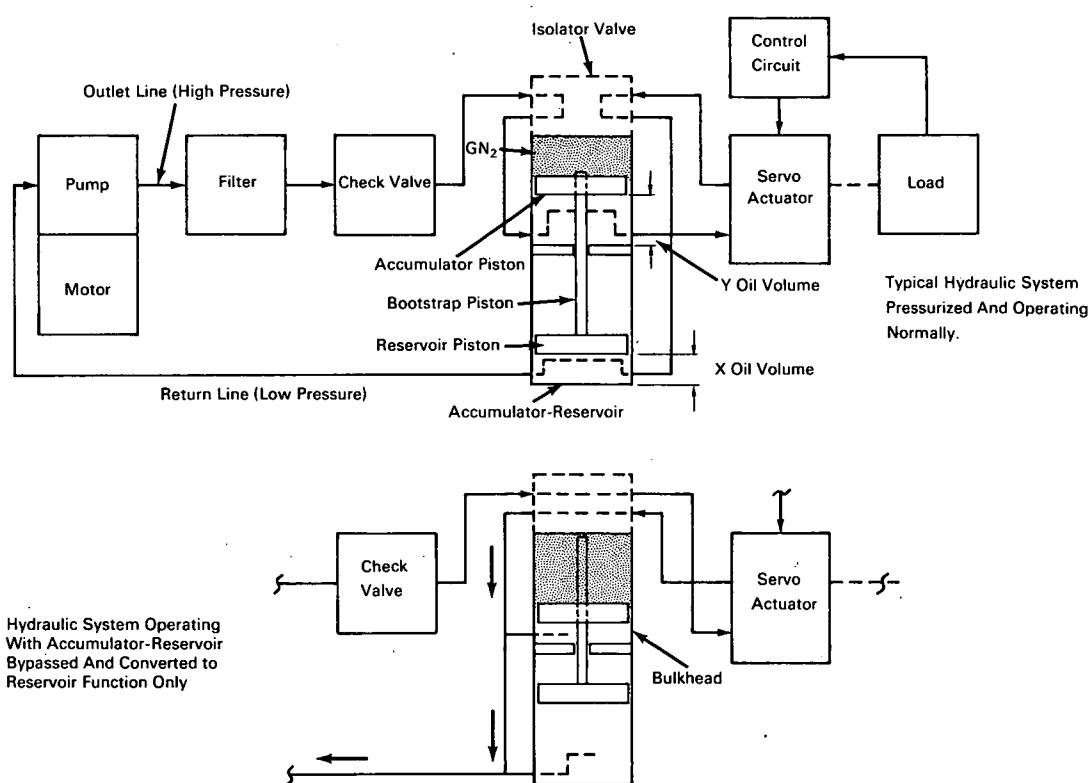 Isolator Valve
Control
Circuit
Outlet Line (High Pressure)
GN2
Pump
Filter
Check Valve
Servo
Actuator
Load
Accumulator Piston
Motor
Bootstrap Piston
Y Oil Volume
Typical Hydraulic System
Pressurized And Operating
Normally.
Reservoir Piston
X Oil Volume
Return Line (Low Pressure)
Accumulator-Reservoir
Check
Valve
Servo
Actuator
Hydraulic System Operating
With Accumulator-Reservoir
Bypassed And Converted to
Reservoir Function Only
Bulkhead